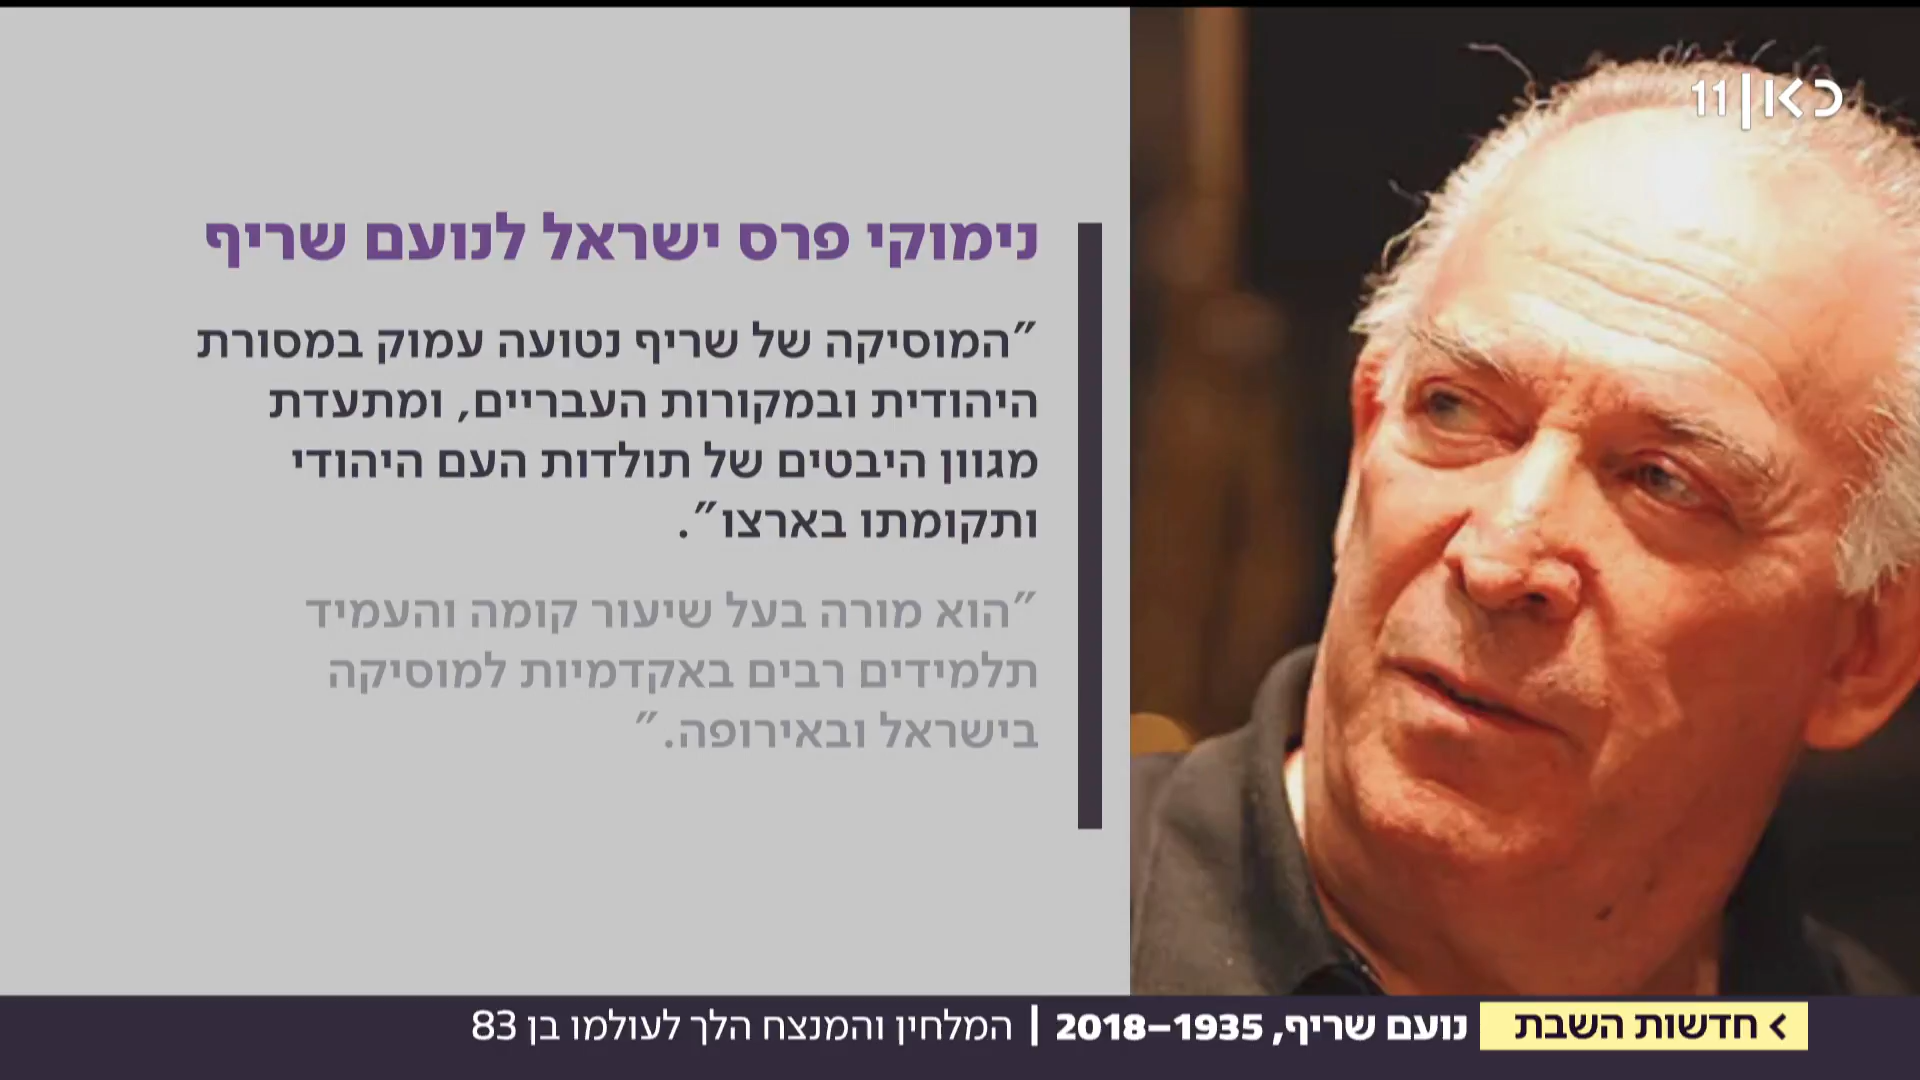 כאן 11
נימוקי פרס ישראל לנועם שריף
"המוסיקה של שריף נטועה עמוק במסורת
היהודית ובמקורות העבריים, ומתעדת
מגוון היבטים של תולדות העם היהודי
ותקומתו בארצו".
"הוא מורה בעל שיעור קומה והעמיד
תלמידים רבים באקדמיות למוסיקה
בישראל ובאירופה."
חדשות השבת
נועם שריף, 1935–2018 | המלחין והמנצח הלך לעולמו בן 83